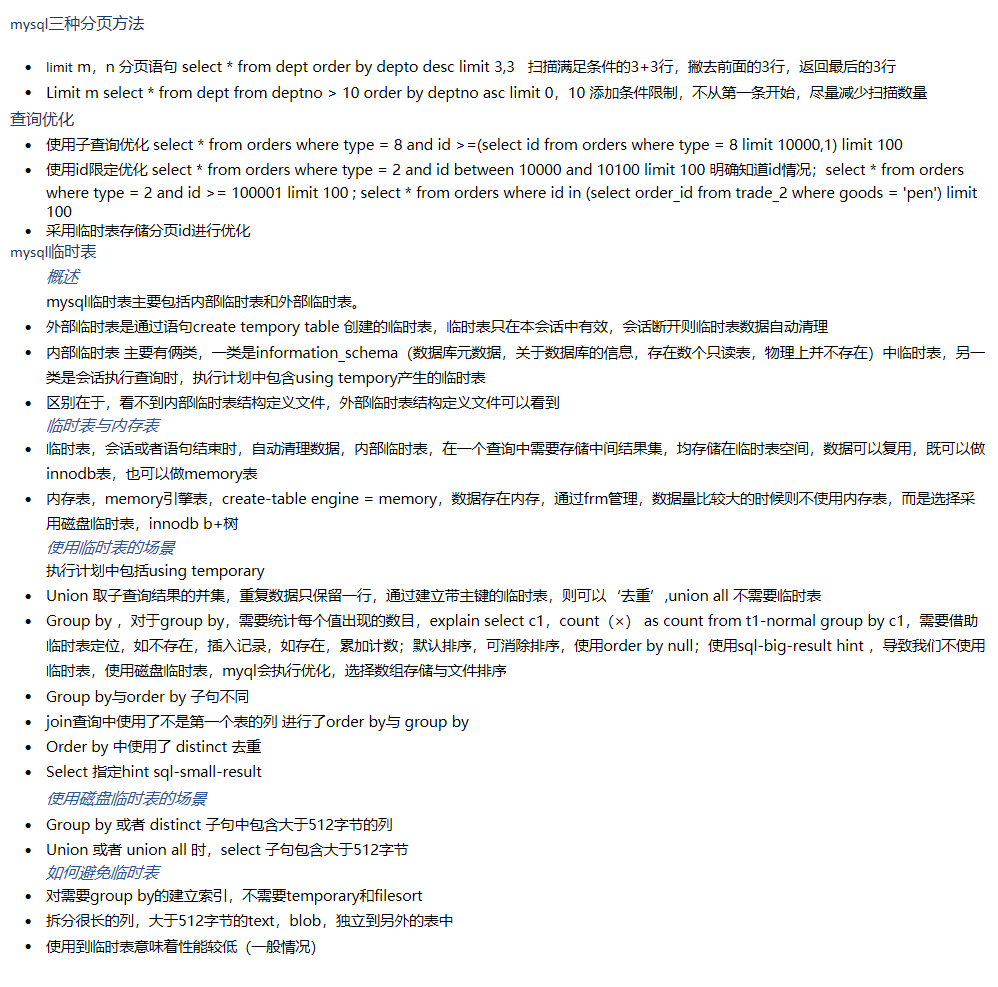 mysql三种分页方法
limit m，n 分页语句 select * from dept order by depto desc limit 3,3 扫描满足条件的3+3行，撇去前面的3行，返回最后的3行
Limit m select * from dept from deptno > 10 order by deptno asc limit 0，10 添加条件限制，不从第一条开始，尽量减少扫描数量
查询优化
使用子查询优化 select * from orders where type = 8 and id >=(select id from orders where type = 8 limit 10000,1) limit 100
使用id限定优化 select * from orders where type = 2 and id between 10000 and 10100 limit 100 明确知道id情况；select * from orders
where type = 2 and id >= 100001 limit 100 ; select * from orders where id in (select order_id from trade_2 where goods = 'pen') limit
100
采用临时表存储分页id进行优化
mysql临时表
概述
mysql临时表主要包括内部临时表和外部临时表。
外部临时表是通过语句create tempory table 创建的临时表，临时表只在本会话中有效，会话断开则临时表数据自动清理
内部临时表 主要有俩类，一类是information_schema（数据库元数据，关于数据库的信息，存在数个只读表，物理上并不存在）中临时表，另一
类是会话执行查询时，执行计划中包含using tempory产生的临时表
区别在于，看不到内部临时表结构定义文件，外部临时表结构定义文件可以看到
临时表与内存表
临时表，会话或者语句结束时，自动清理数据，内部临时表，在一个查询中需要存储中间结果集，均存储在临时表空间，数据可以复用，既可以做
innodb表，也可以做memory表
内存表，memory引擎表，create-table engine = memory，数据存在内存，通过frm管理，数据量比较大的时候则不使用内存表，而是选择采
用磁盘临时表，innodb b+树
使用临时表的场景
执行计划中包括using temporary
Union 取子查询结果的并集，重复数据只保留一行，通过建立带主键的临时表，则可以‘去重’,union all 不需要临时表
Group by ，对于group by，需要统计每个值出现的数目，explain select c1，count（×） as count from t1-normal group by c1，需要借助
临时表定位，如不存在，插入记录，如存在，累加计数；默认排序，可消除排序，使用order by null；使用sql-big-result hint ，导致我们不使用
临时表，使用磁盘临时表，myql会执行优化，选择数组存储与文件排序
Group by与order by 子句不同
join查询中使用了不是第一个表的列 进行了order by与 group by
Order by 中使用了 distinct 去重
Select 指定hint sql-small-result
使用磁盘临时表的场景
Group by 或者 distinct 子句中包含大于512字节的列
Union 或者 union all 时，select 子句包含大于512字节
如何避免临时表
对需要group by的建立索引，不需要temporary和filesort
拆分很长的列，大于512字节的text，blob，独立到另外的表中
使用到临时表意味着性能较低（一般情况）